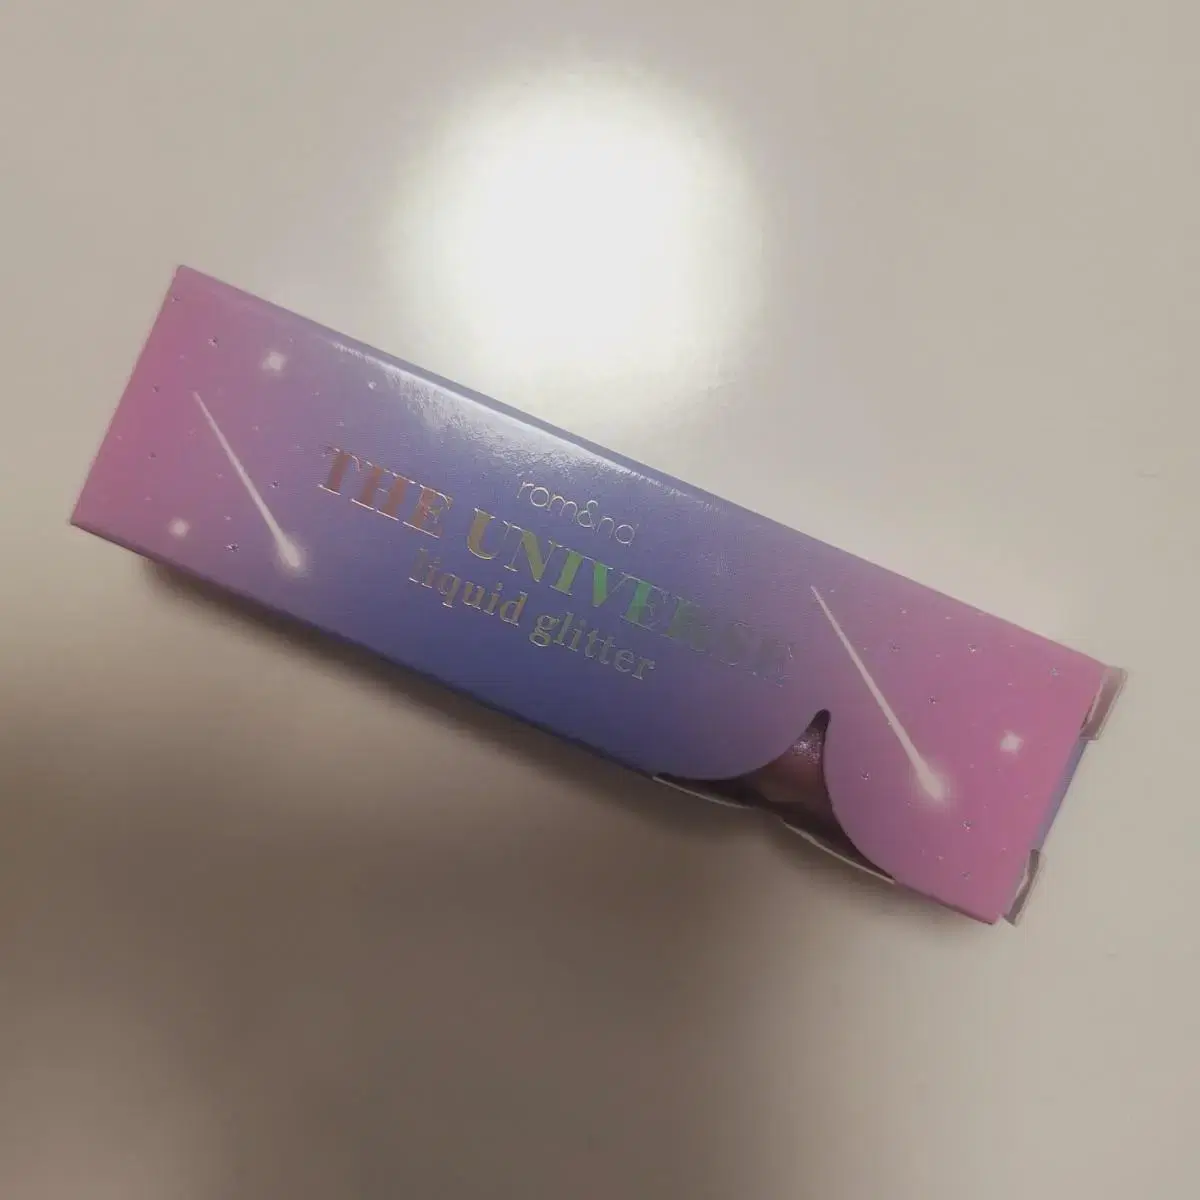 rom&nd
THE UNIVERSE
liquid glitter